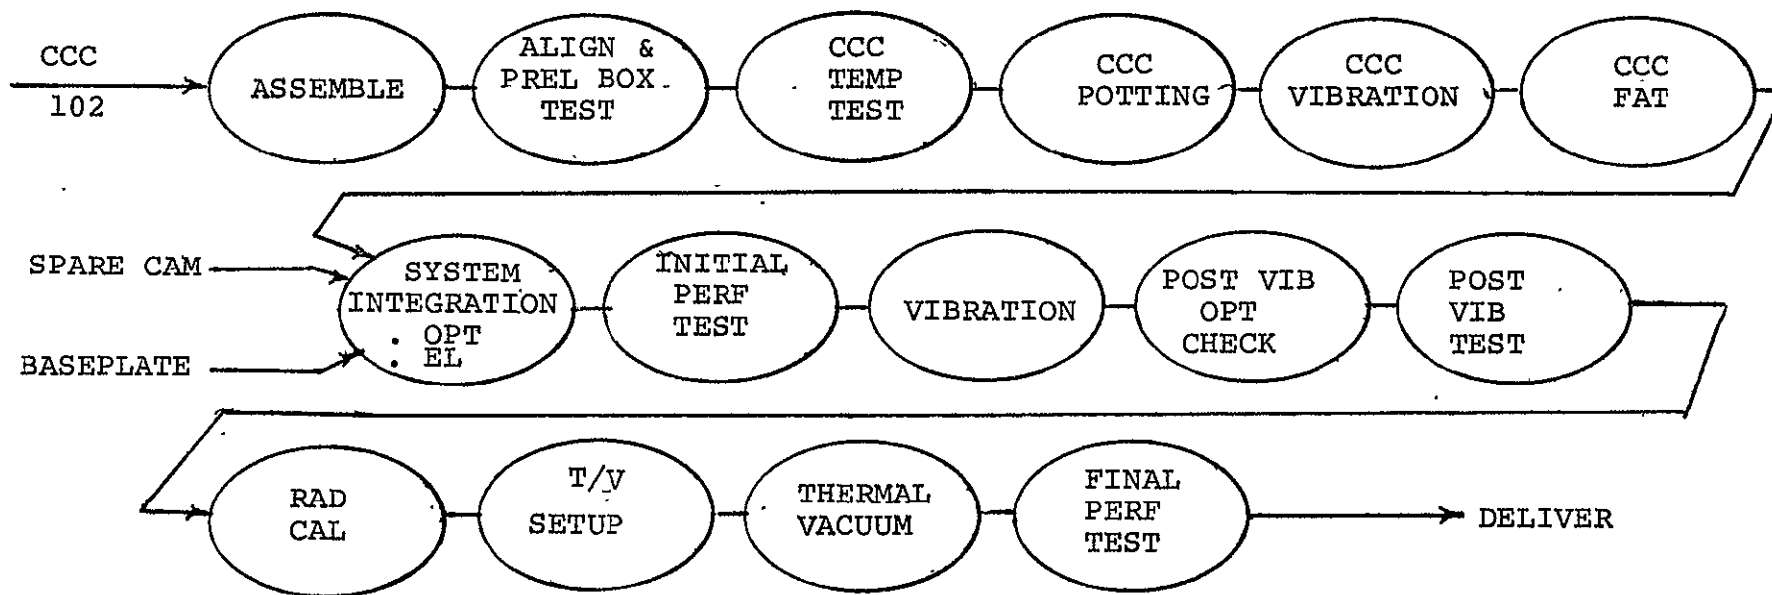 CCC
102
ASSEMBLE
ALIGN &
PREL BOX
TEST
CCC
TEMP
TEST
CCC
POTTING
CCC
VIBRATION
CCC
FAT
SPARE CAM
BASEPLATE
SYSTEM
INTEGRATION
. OPT
. EL
INITIAL
PERF
TEST
VIBRATION
POST VIB
OPT
CHECK
POST
VIB
TEST
RAD
CAL
T/V
SETUP
THERMAL
VACUUM
FINAL
PERF
TEST
DELIVER